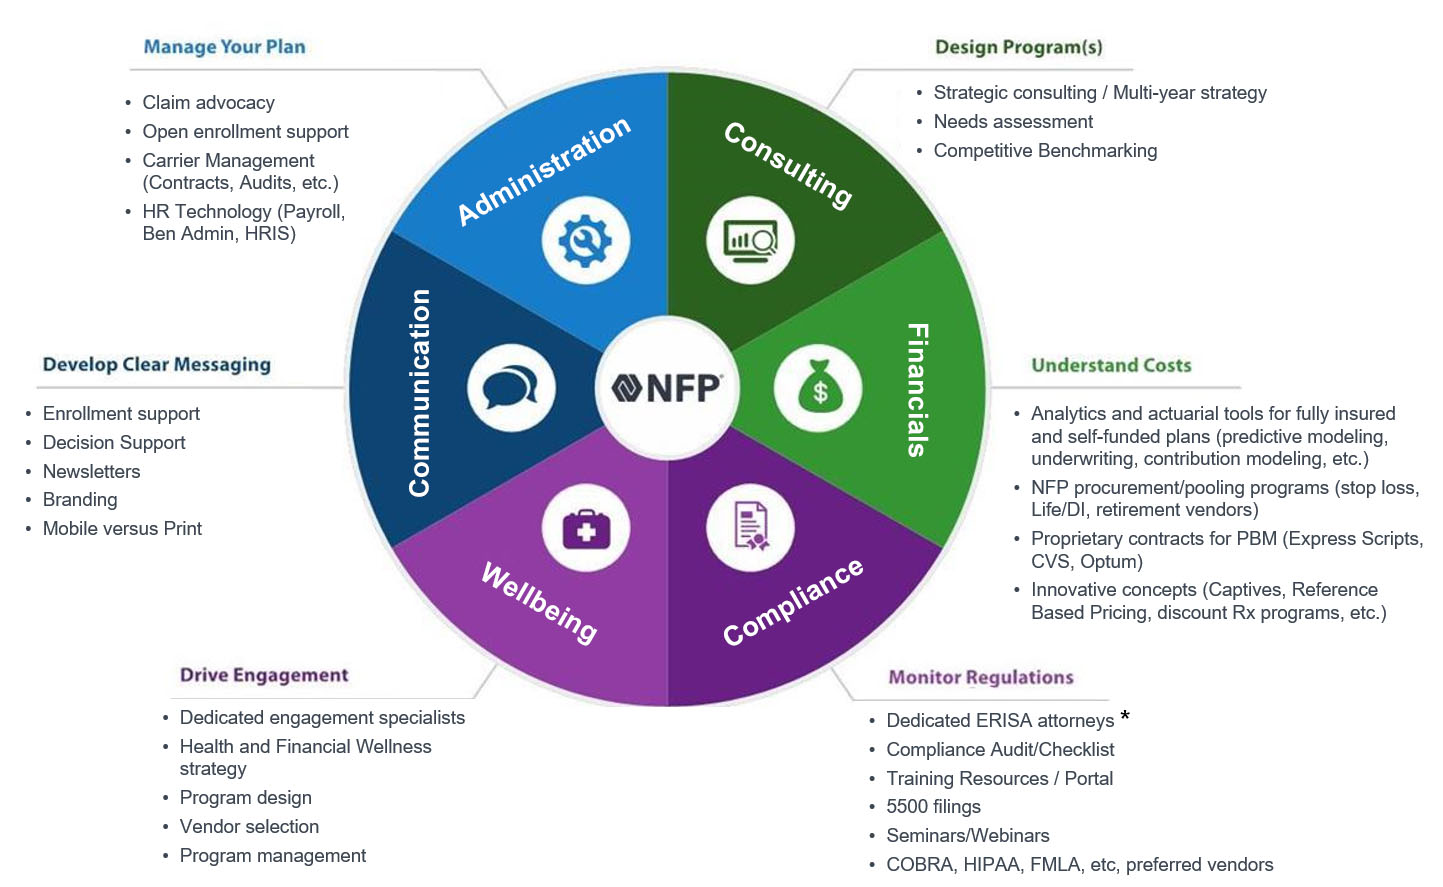 Manage Your Plan
• Claim advocacy
• Open enrollment support
• Carrier Management
(Contracts, Audits, etc.)
• HR Technology (Payroll,
Ben Admin, HRIS)
Design Program(s)
• Strategic consulting / Multi-year strategy
• Needs assessment
• Competitive Benchmarking
Administration
Consulting
Communication
Financials
Wellbeing
Compliance
NFP
$
Develop Clear Messaging
• Enrollment support
• Decision Support
• Newsletters
• Branding
• Mobile versus Print
Understand Costs
• Analytics and actuarial tools for fully insured
and self-funded plans (predictive modeling,
underwriting, contribution modeling, etc.)
• NFP procurement/pooling programs (stop loss,
Life/DI, retirement vendors)
• Proprietary contracts for PBM (Express Scripts,
CVS, Optum)
• Innovative concepts (Captives, Reference
Based Pricing, discount Rx programs, etc.)
Drive Engagement
• Dedicated engagement specialists
• Health and Financial Wellness
strategy
• Program design
• Vendor selection
• Program management
Monitor Regulations
• Dedicated ERISA attorneys *
• Compliance Audit/Checklist
• Training Resources / Portal
• 5500 filings
• Seminars/Webinars
• COBRA, HIPAA, FMLA, etc, preferred vendors